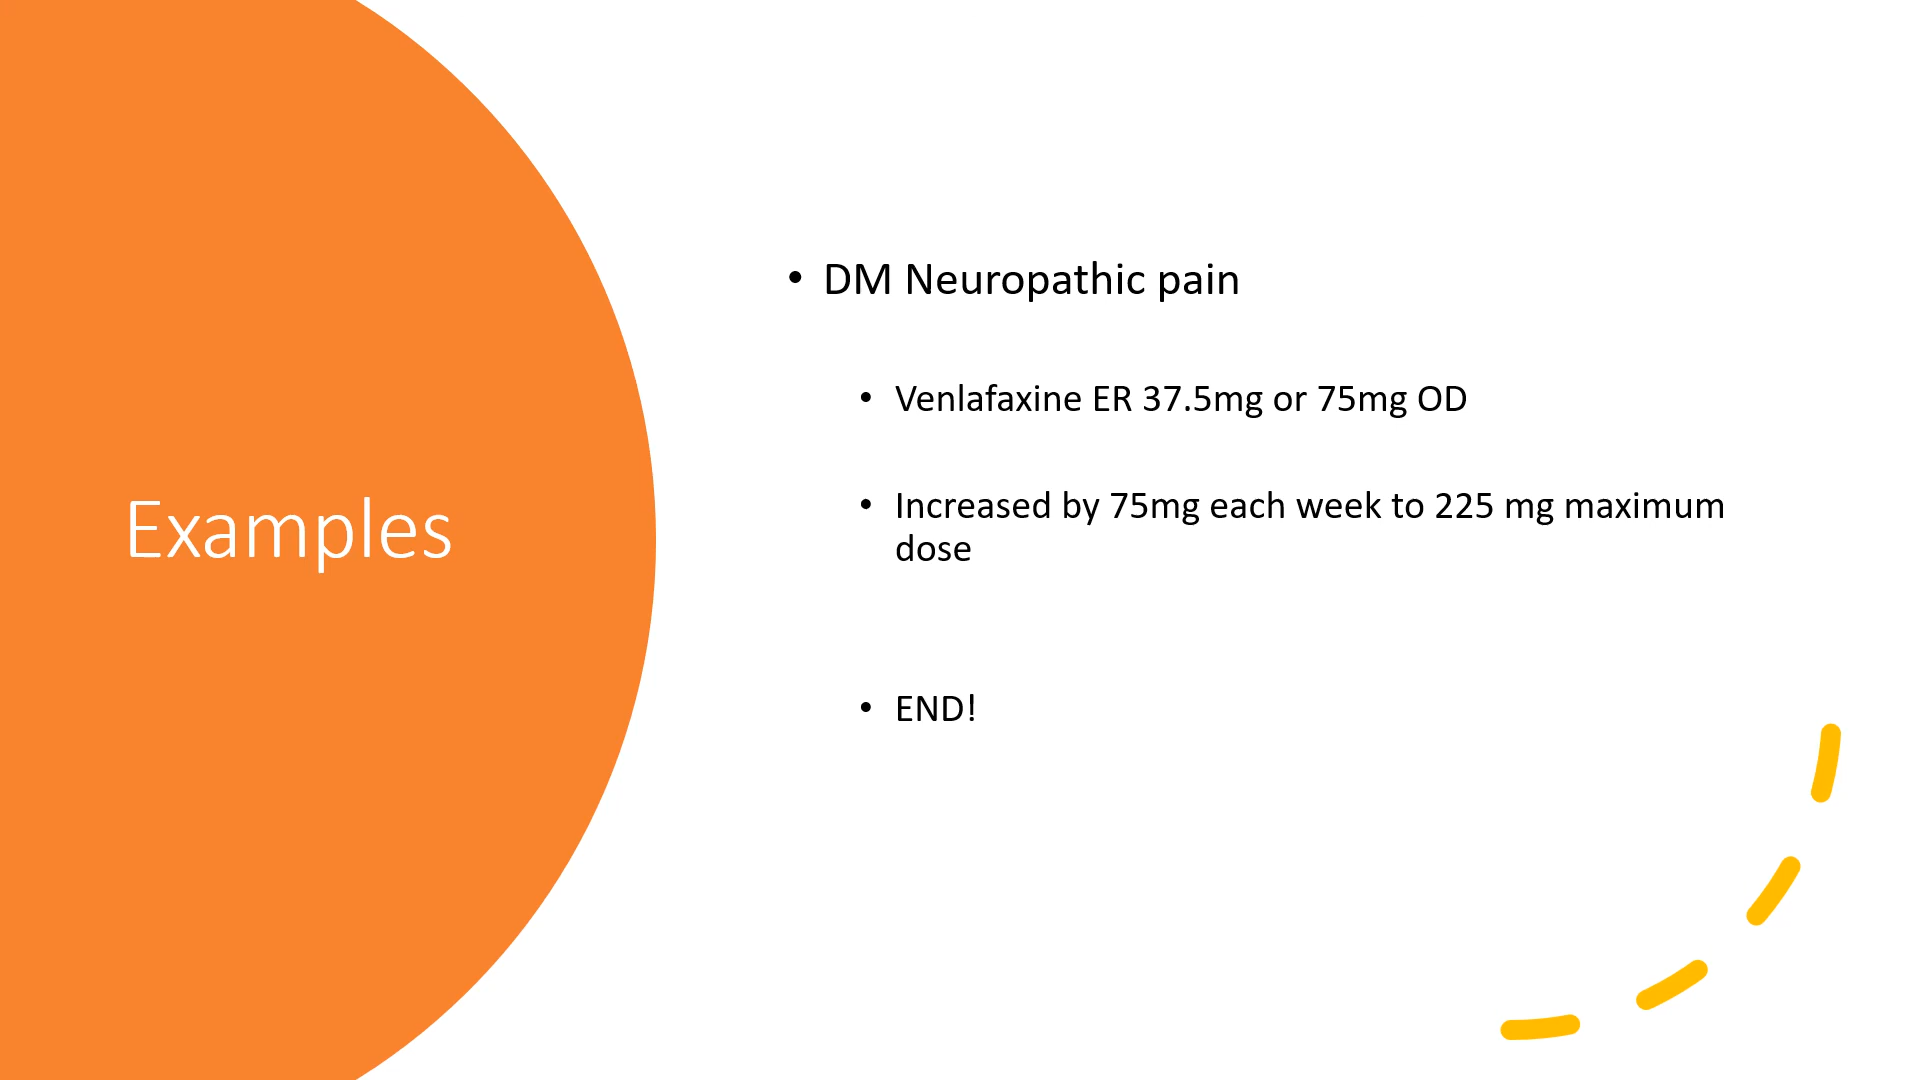 Examples
• DM Neuropathic pain
• Venlafaxine ER 37.5mg or 75mg OD
• Increased by 75mg each week to 225 mg maximum
dose
• END!